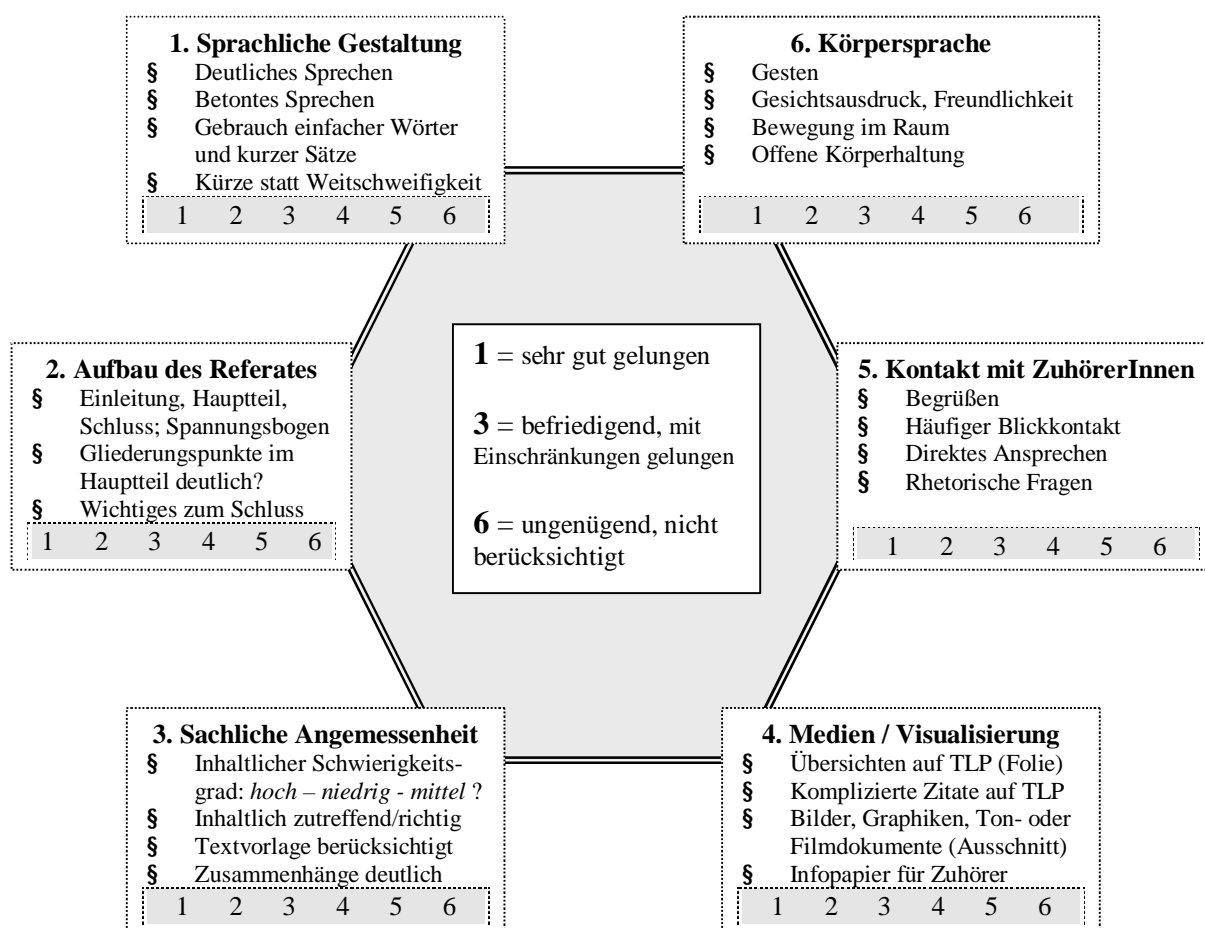 1. Sprachliche Gestaltung
§ Deutliches Sprechen
§ Betontes Sprechen
§ Gebrauch einfacher Wörter
und kurzer Sätze
§ Kürze statt Weitschweifigkeit
1 2 3 4 5 6
6. Körpersprache
§ Gesten
§ Gesichtsausdruck, Freundlichkeit
§ Bewegung im Raum
§ Offene Körperhaltung
1 2 3 4 5 6
2. Aufbau des Referates
§ Einleitung, Hauptteil,
Schluss; Spannungsbogen
§ Gliederungspunkte im
Hauptteil deutlich?
§ Wichtiges zum Schluss
1 2 3 4 5 6
1 = sehr gut gelungen
3 = befriedigend, mit
Einschränkungen gelungen
6 = ungenügend, nicht
berücksichtigt
5. Kontakt mit ZuhörerInnen
§ Begrüßen
§ Häufiger Blickkontakt
§ Direktes Ansprechen
§ Rhetorische Fragen
1 2 3 4 5 6
3. Sachliche Angemessenheit
§ Inhaltlicher Schwierigkeits-
grad: hoch – niedrig - mittel ?
§ Inhaltlich zutreffend/richtig
§ Textvorlage berücksichtigt
§ Zusammenhänge deutlich
1 2 3 4 5 6
4. Medien / Visualisierung
§ Übersichten auf TLP (Folie)
§ Komplizierte Zitate auf TLP
§ Bilder, Graphiken, Ton- oder
Filmdokumente (Ausschnitt)
§ Infopapier für Zuhörer
1 2 3 4 5 6